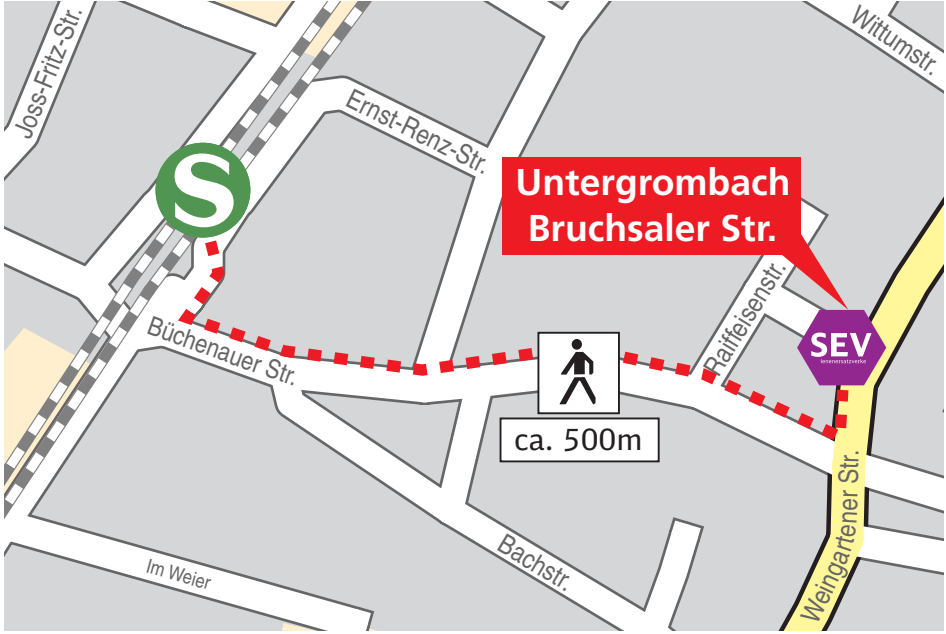 Joss-Fritz-Str.
Wittumstr.
Ernst-Renz-Str.
S
Untergrombach
Bruchsaler Str.
Raiffeisenstr.
SEV
ienenersatzverke
Büchenauer Str.
ca. 500m
Weingartener Str.
Bachstr.
Im Weier